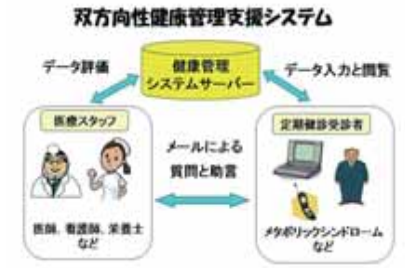 双方向性健康管理支援システム
データ評価
健康管理
システムサーバー
データ入力と閲覧
医療スタッフ
定期健診受診者
メールによる
質問と助言
医師、看護師、栄養士
など
メタボリックシンドローム
など